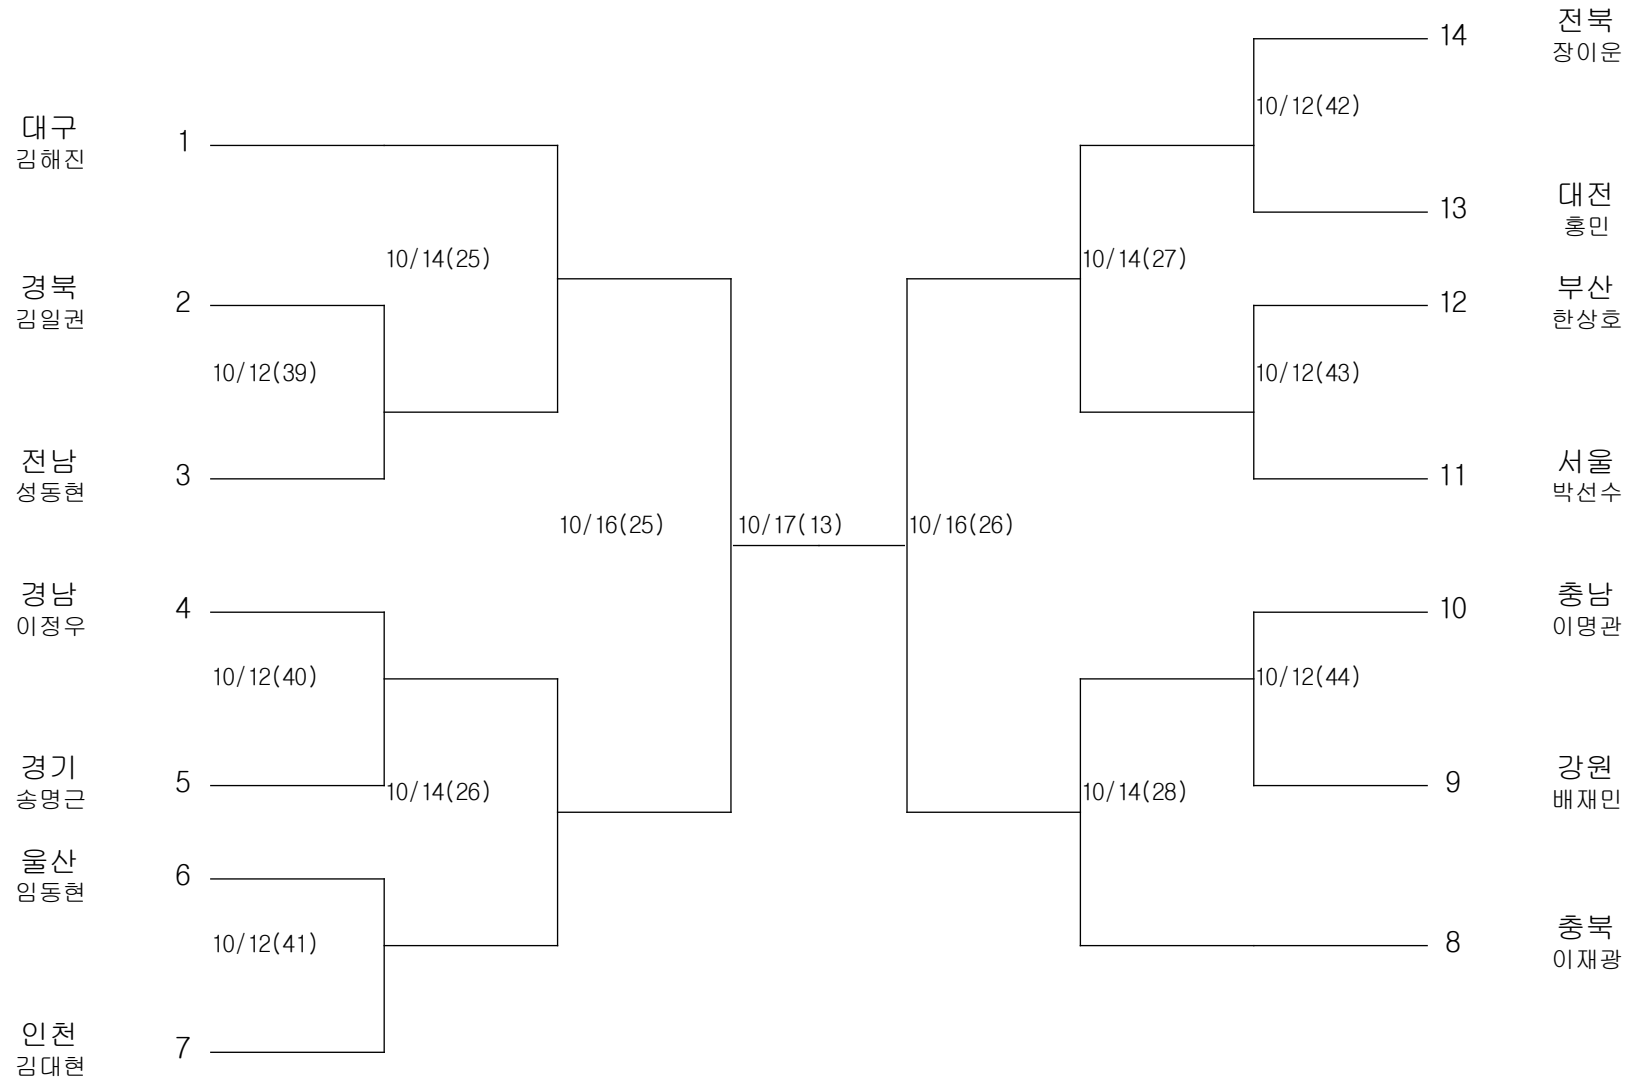 전북
14
장이운
10/12(42)
대구
1
김해진
대전
13
홍민
10/14(25)
10/14(27)
경북
2
김일권
부산
12
한상호
10/12(39)
10/12(43)
전남
3
성동현
서울
11
박선수
10/16(25)
10/17(13)
10/16(26)
경남
4
이정우
충남
10
이명관
10/12(40)
10/12(44)
경기
5
송명근
10/14(26)
10/14(28)
강원
9
배재민
울산
6
임동현
10/12(41)
충북
8
이재광
인천
7
김대현